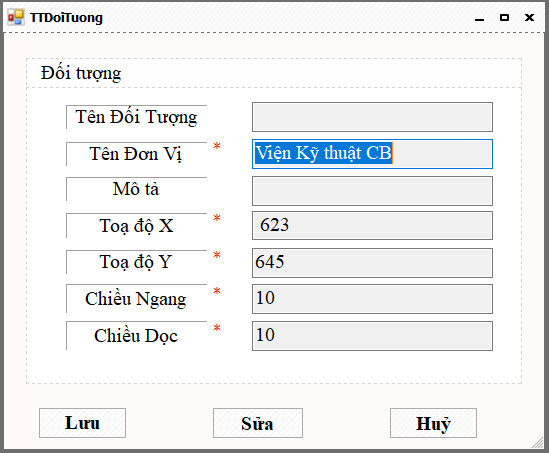 TTDoiTuong
Đối tượng
Tên Đối Tượng
Tên Đơn Vị * Viện Kỹ thuật CB
Mô tả
Toạ độ X * 623
Toạ độ Y * 645
Chiều Ngang * 10
Chiều Dọc * 10
Lưu Sửa Huỷ